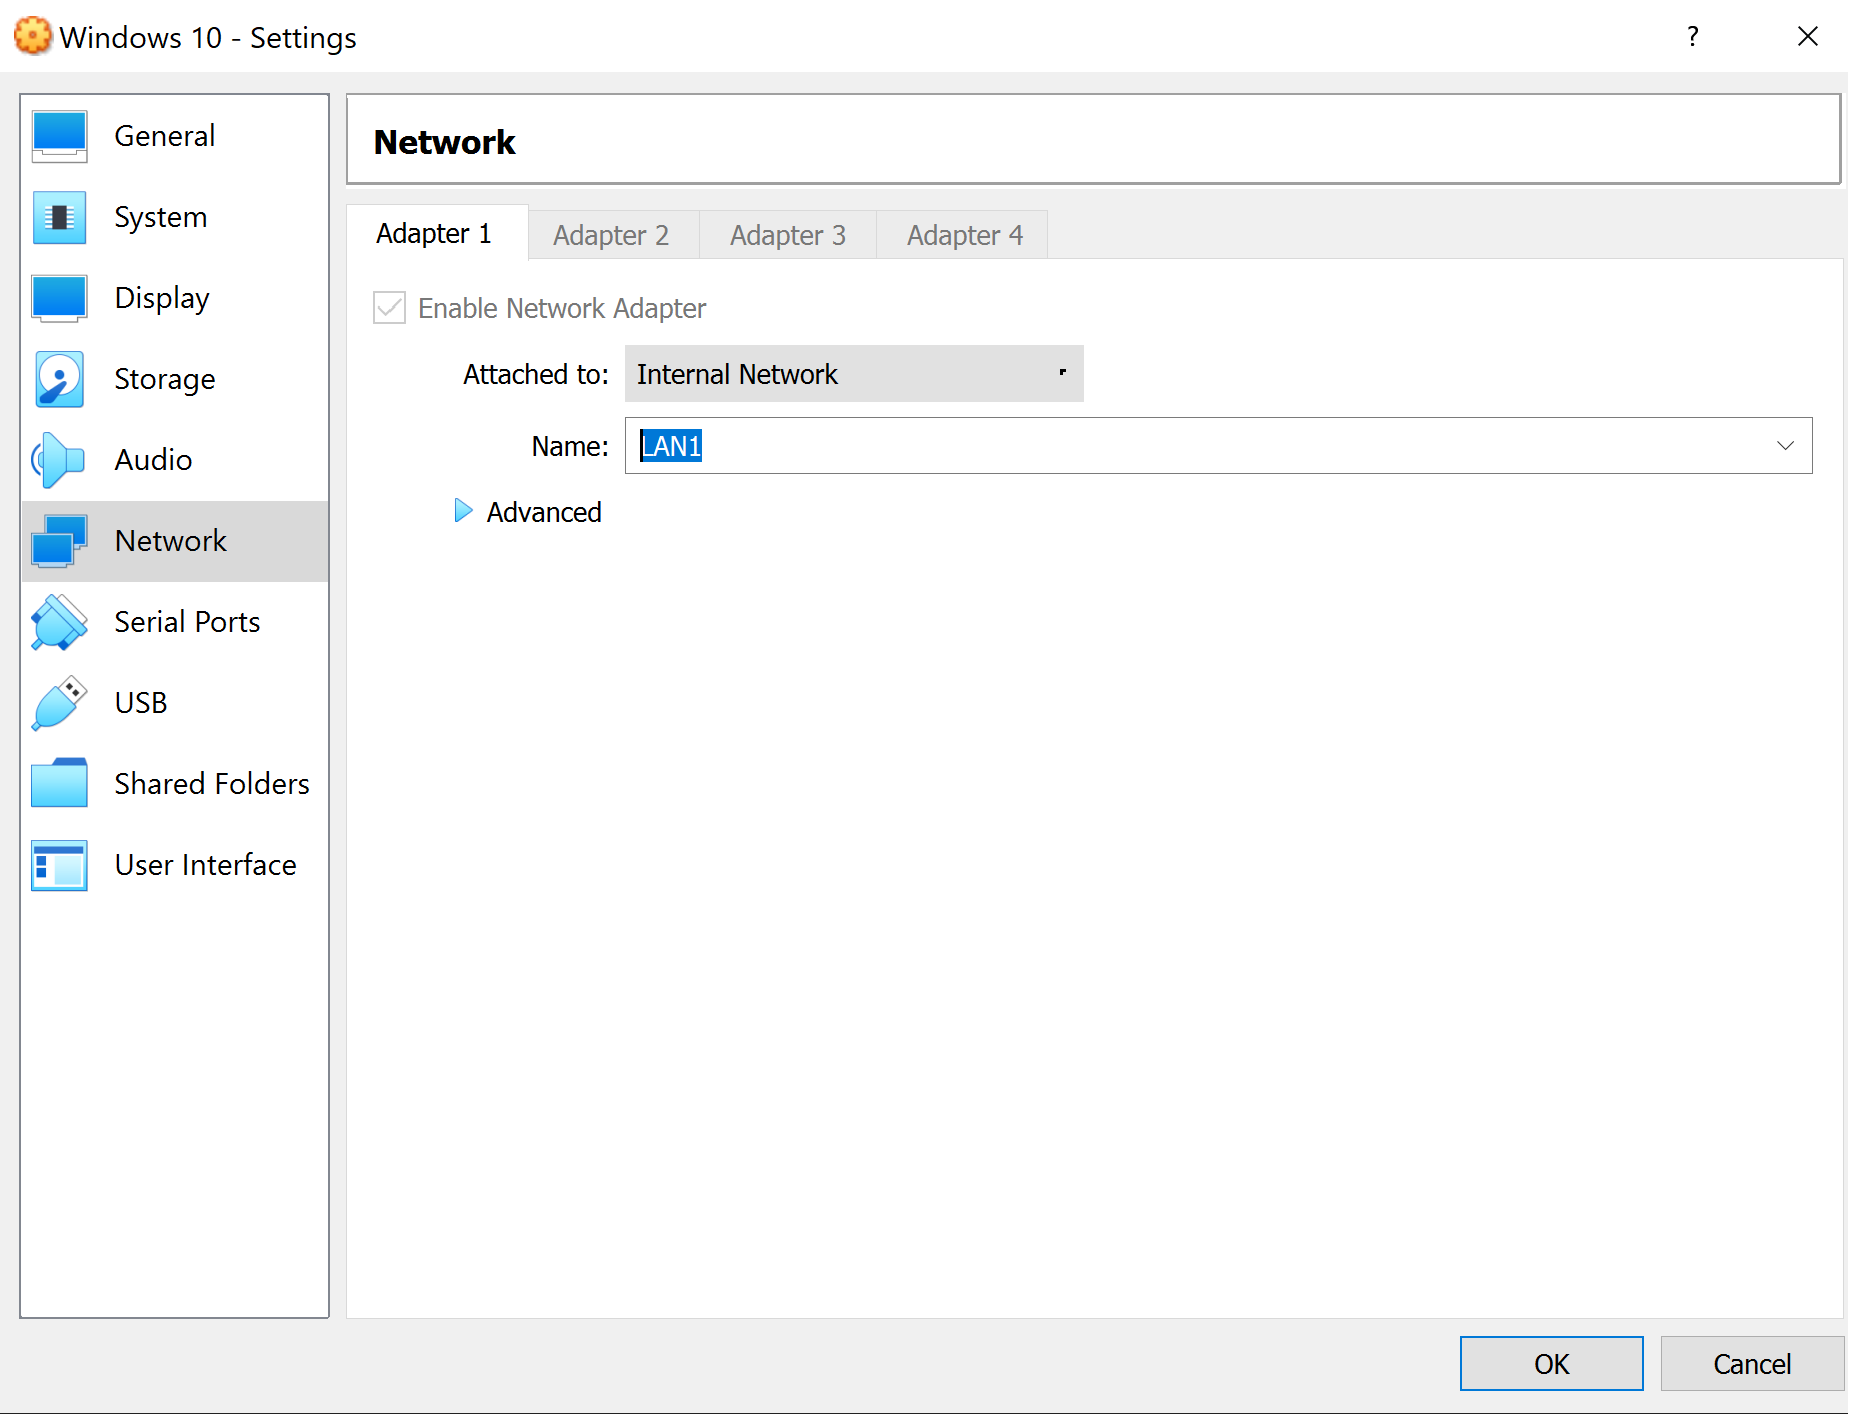 Windows 10 - Settings
?
General
System
Display
Storage
Audio
Network
Serial Ports
USB
Shared Folders
User Interface
Network
Adapter 1 Adapter 2 Adapter 3 Adapter 4
Enable Network Adapter
Attached to: Internal Network
Name: LAN1
Advanced
OK Cancel